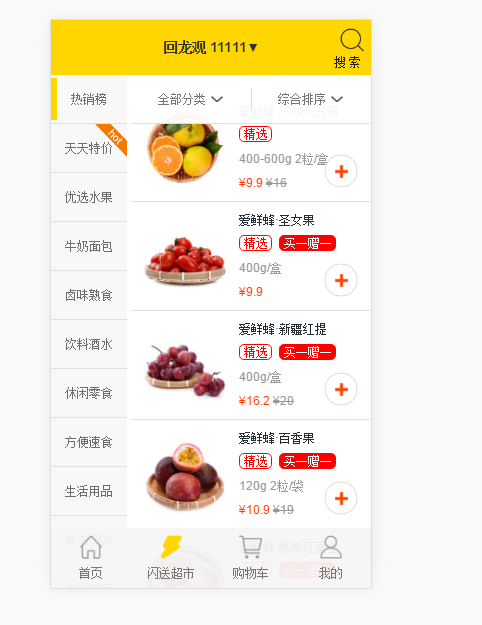 回龙观 11111▼
搜索
热销榜
天天特价
hot
优选水果
牛奶面包
卤味熟食
饮料酒水
休闲零食
方便速食
生活用品
全部分类
综合排序
精选
400-600g 2粒/盒
¥9.9 ¥16
爱鲜蜂·圣女果
精选 买一赠一
400g/盒
¥9.9
爱鲜蜂·新疆红提
精选 买一赠一
400g/盒
¥16.2 ¥20
爱鲜蜂·百香果
精选 买一赠一
120g 2粒/袋
¥10.9 ¥19
首页
闪送超市
购物车
我的